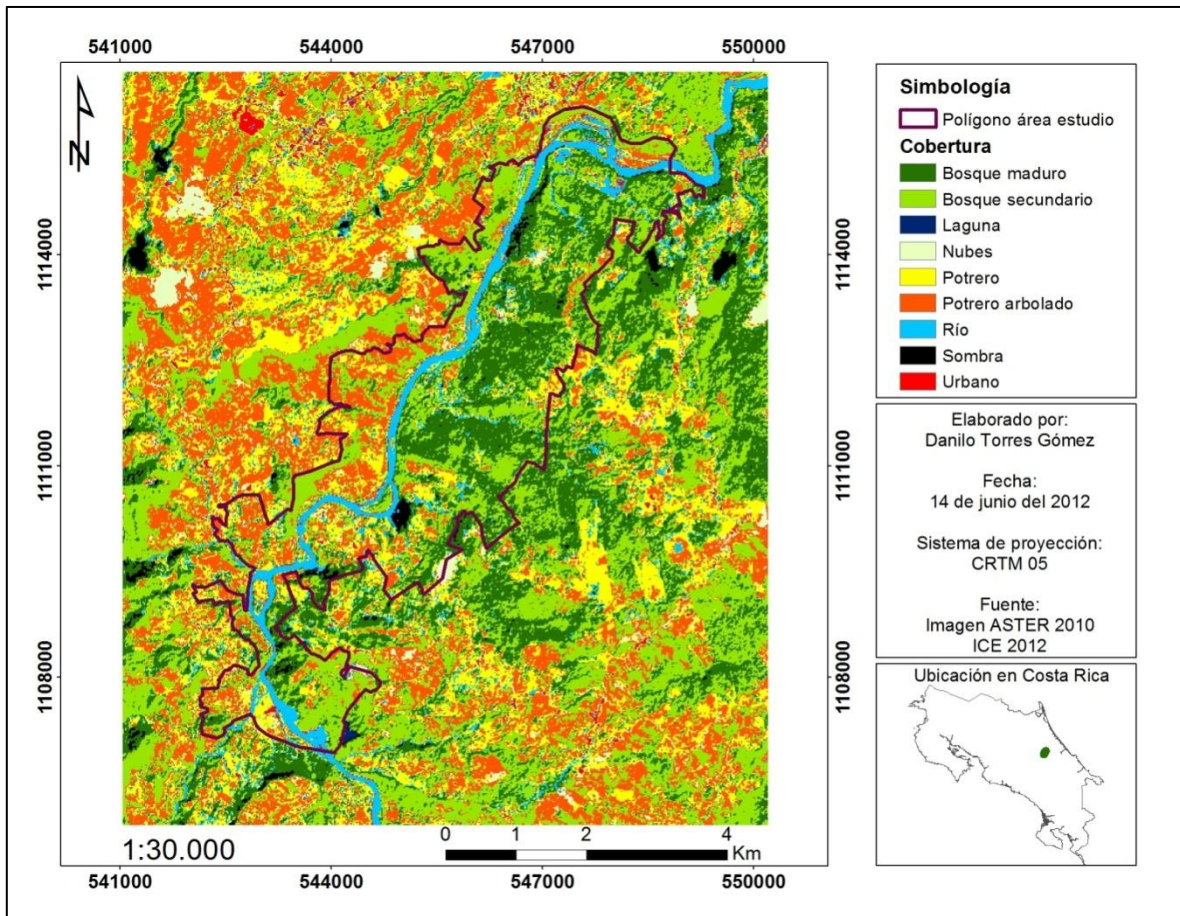 541000 544000 547000 550000
N
1114000
1111000
1108000
1114000
1111000
1108000
1:30.000
0 1 2 4
Km
541000 544000 547000 550000
Simbología
Polígono área estudio
Cobertura
Bosque maduro
Bosque secundario
Laguna
Nubes
Potrero
Potrero arbolado
Río
Sombra
Urbano
Elaborado por:
Danilo Torres Gómez
Fecha:
14 de junio del 2012
Sistema de proyección:
CRTM 05
Fuente:
Imagen ASTER 2010
ICE 2012
Ubicación en Costa Rica